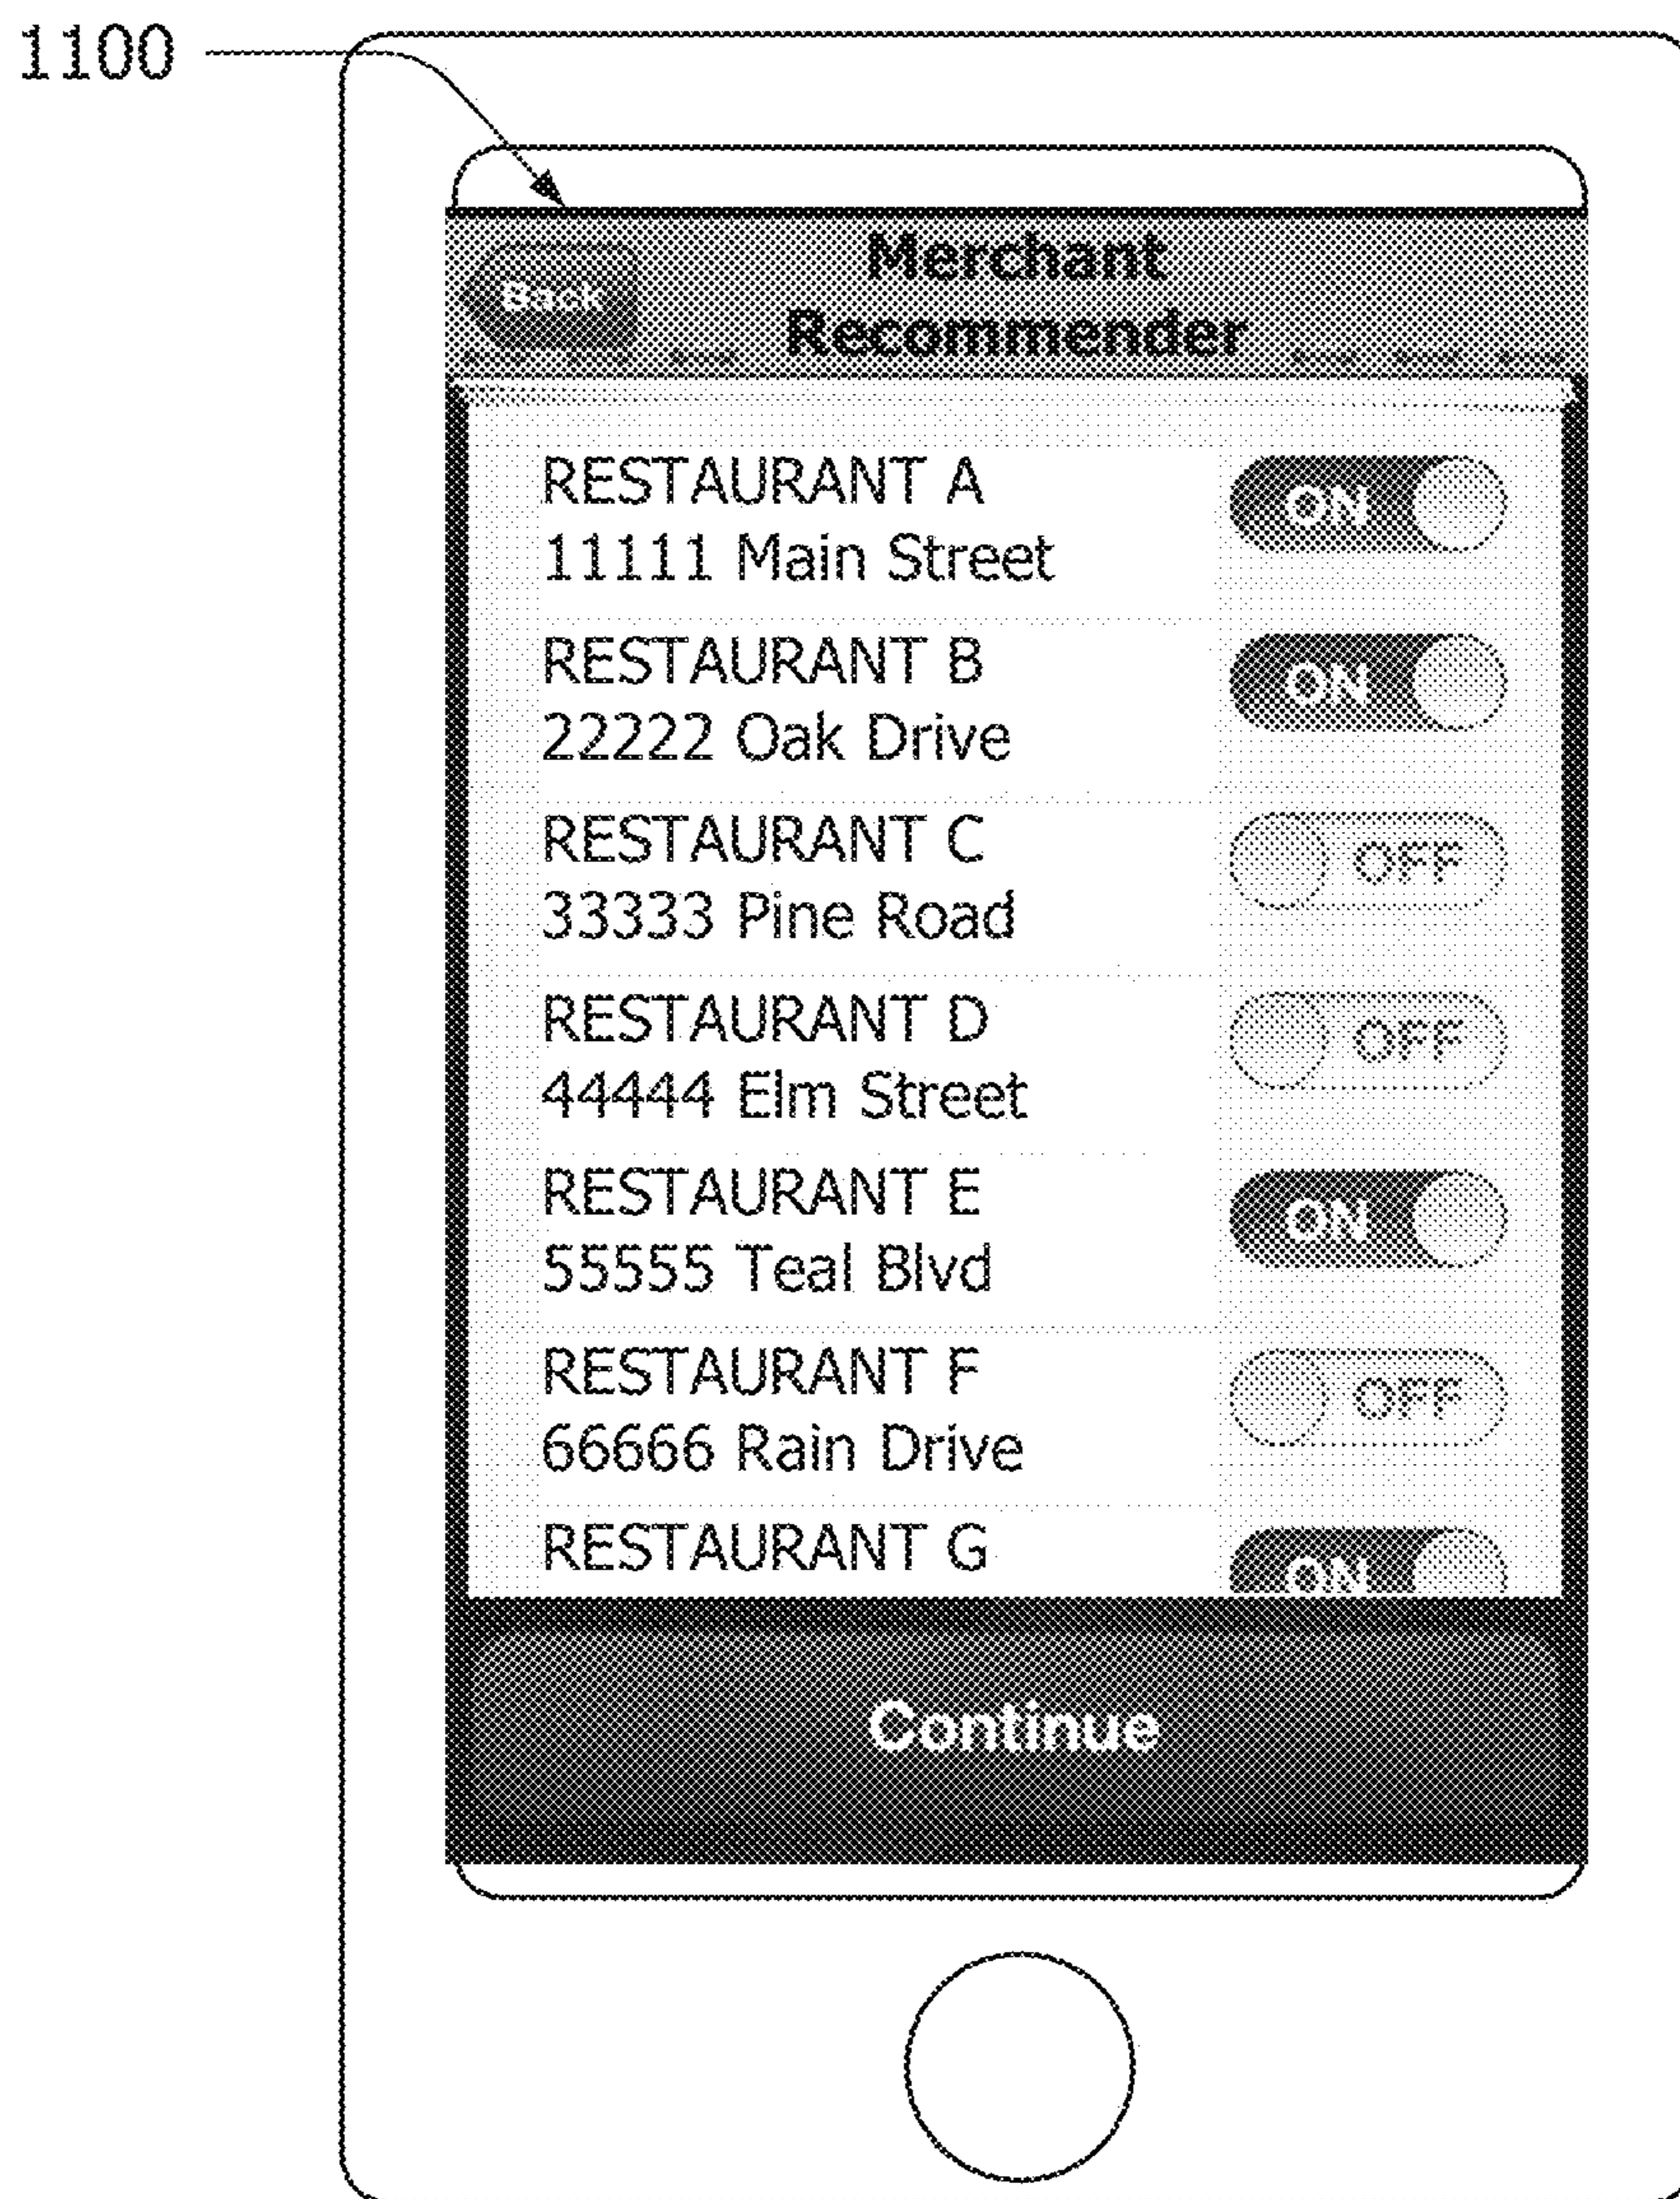 1100
Merchant
Back
Recommender
RESTAURANT A
ON
11111 Main Street
RESTAURANT B
ON
22222 Oak Drive
RESTAURANT C
OFF
33333 Pine Road
RESTAURANT D
OFF
44444 Elm Street
RESTAURANT E
ON
55555 Teal Blvd
RESTAURANT F
OFF
66666 Rain Drive
RESTAURANT G
ON
Continue